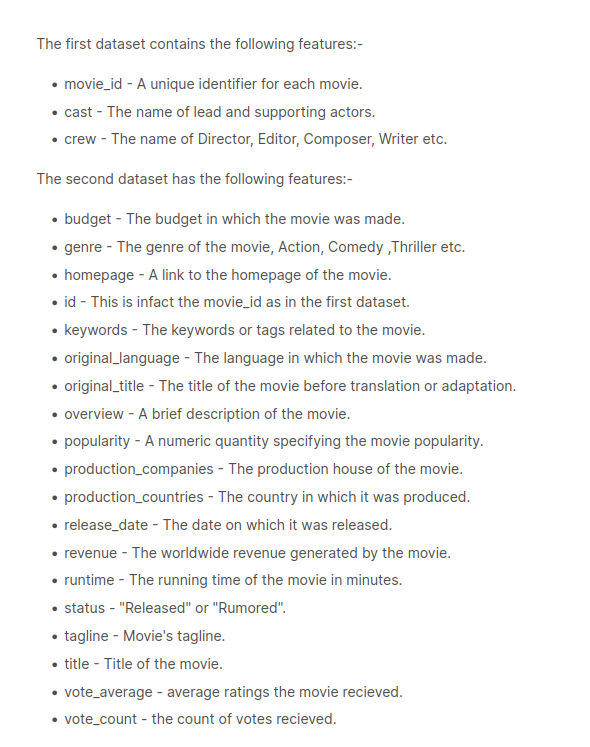 The first dataset contains the following features:-
• movie_id - A unique identifier for each movie.
• cast - The name of lead and supporting actors.
• crew - The name of Director, Editor, Composer, Writer etc.
The second dataset has the following features:-
• budget - The budget in which the movie was made.
• genre - The genre of the movie, Action, Comedy ,Thriller etc.
• homepage - A link to the homepage of the movie.
• id - This is infact the movie_id as in the first dataset.
• keywords - The keywords or tags related to the movie.
• original_language - The language in which the movie was made.
• original_title - The title of the movie before translation or adaptation.
• overview - A brief description of the movie.
• popularity - A numeric quantity specifying the movie popularity.
• production_companies - The production house of the movie.
• production_countries - The country in which it was produced.
• release_date - The date on which it was released.
• revenue - The worldwide revenue generated by the movie.
• runtime - The running time of the movie in minutes.
• status - "Released" or "Rumored".
• tagline - Movie's tagline.
• title - Title of the movie.
• vote_average - average ratings the movie recieved.
• vote_count - the count of votes recieved.